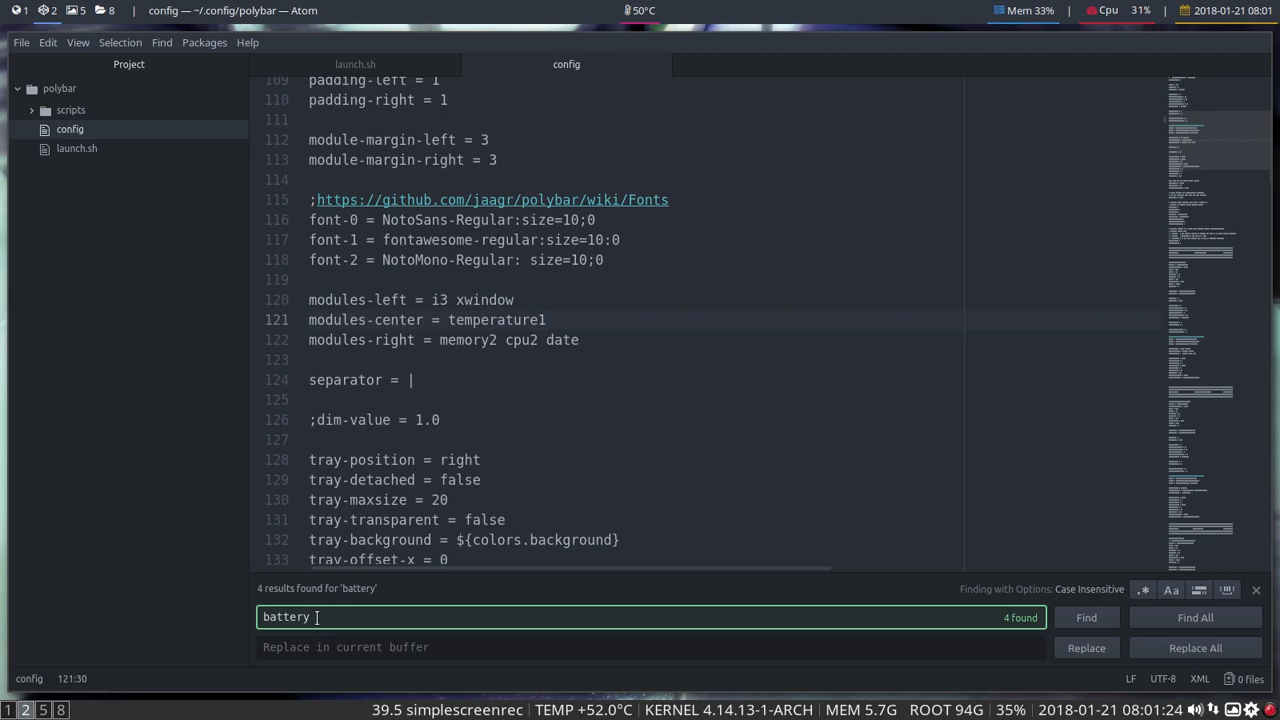 1 2 5 8
config — ~/.config/polybar — Atom
50°C
Mem 33% | Cpu 31% | 2018-01-21 08:01
File Edit View Selection Find Packages Help
Project
launch.sh
config
polybar
scripts
config
launch.sh
109 padding-left = 1
110 padding-right = 1
111
112 module-margin-left
113 module-margin-right = 3
114
115 ;https://github.com/jaagr/polybar/wiki/Fonts
116 font-0 = NotoSans-Regular:size=10;0
117 font-1 = fontawesome-regular:size=10:0
118 font-2 = NotoMono-Regular: size=10;0
119
120 modules-left = i3 xwindow
121 modules-center = temperature1
122 modules-right = memory2 cpu2 date
123
124 separator = |
125
126 ;dim-value = 1.0
127
128 tray-position = right
129 tray-detached = false
130 tray-maxsize = 20
131 tray-transparent = false
132 tray-background = ${colors.background}
133 tray-offset-x = 0
4 results found for 'battery'
Finding with Options: Case Insensitive
.* Aa
battery
4 found
Find
Find All
Replace in current buffer
Replace
Replace All
config 121:30
LF UTF-8 XML 0 files
1 2 5 8
39.5 simplescreenrec | TEMP +52.0°C | KERNEL 4.14.13-1-ARCH | MEM 5.7G | ROOT 94G | 35% | 2018-01-21 08:01:24